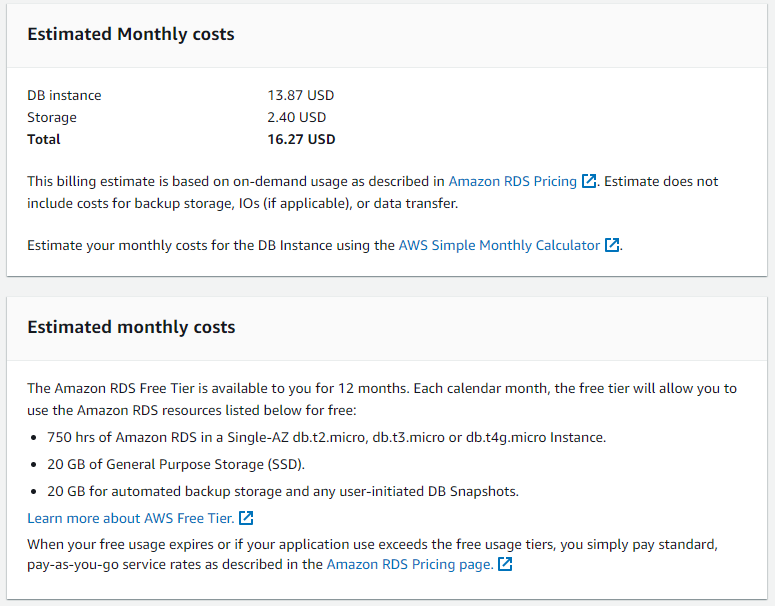 Estimated Monthly costs
DB instance 13.87 USD
Storage 2.40 USD
Total 16.27 USD
This billing estimate is based on on-demand usage as described in Amazon RDS Pricing. Estimate does not
include costs for backup storage, IOs (if applicable), or data transfer.
Estimate your monthly costs for the DB Instance using the AWS Simple Monthly Calculator.
Estimated monthly costs
The Amazon RDS Free Tier is available to you for 12 months. Each calendar month, the free tier will allow you to
use the Amazon RDS resources listed below for free:
• 750 hrs of Amazon RDS in a Single-AZ db.t2.micro, db.t3.micro or db.t4g.micro Instance.
• 20 GB of General Purpose Storage (SSD).
• 20 GB for automated backup storage and any user-initiated DB Snapshots.
Learn more about AWS Free Tier.
When your free usage expires or if your application use exceeds the free usage tiers, you simply pay standard,
pay-as-you-go service rates as described in the Amazon RDS Pricing page.